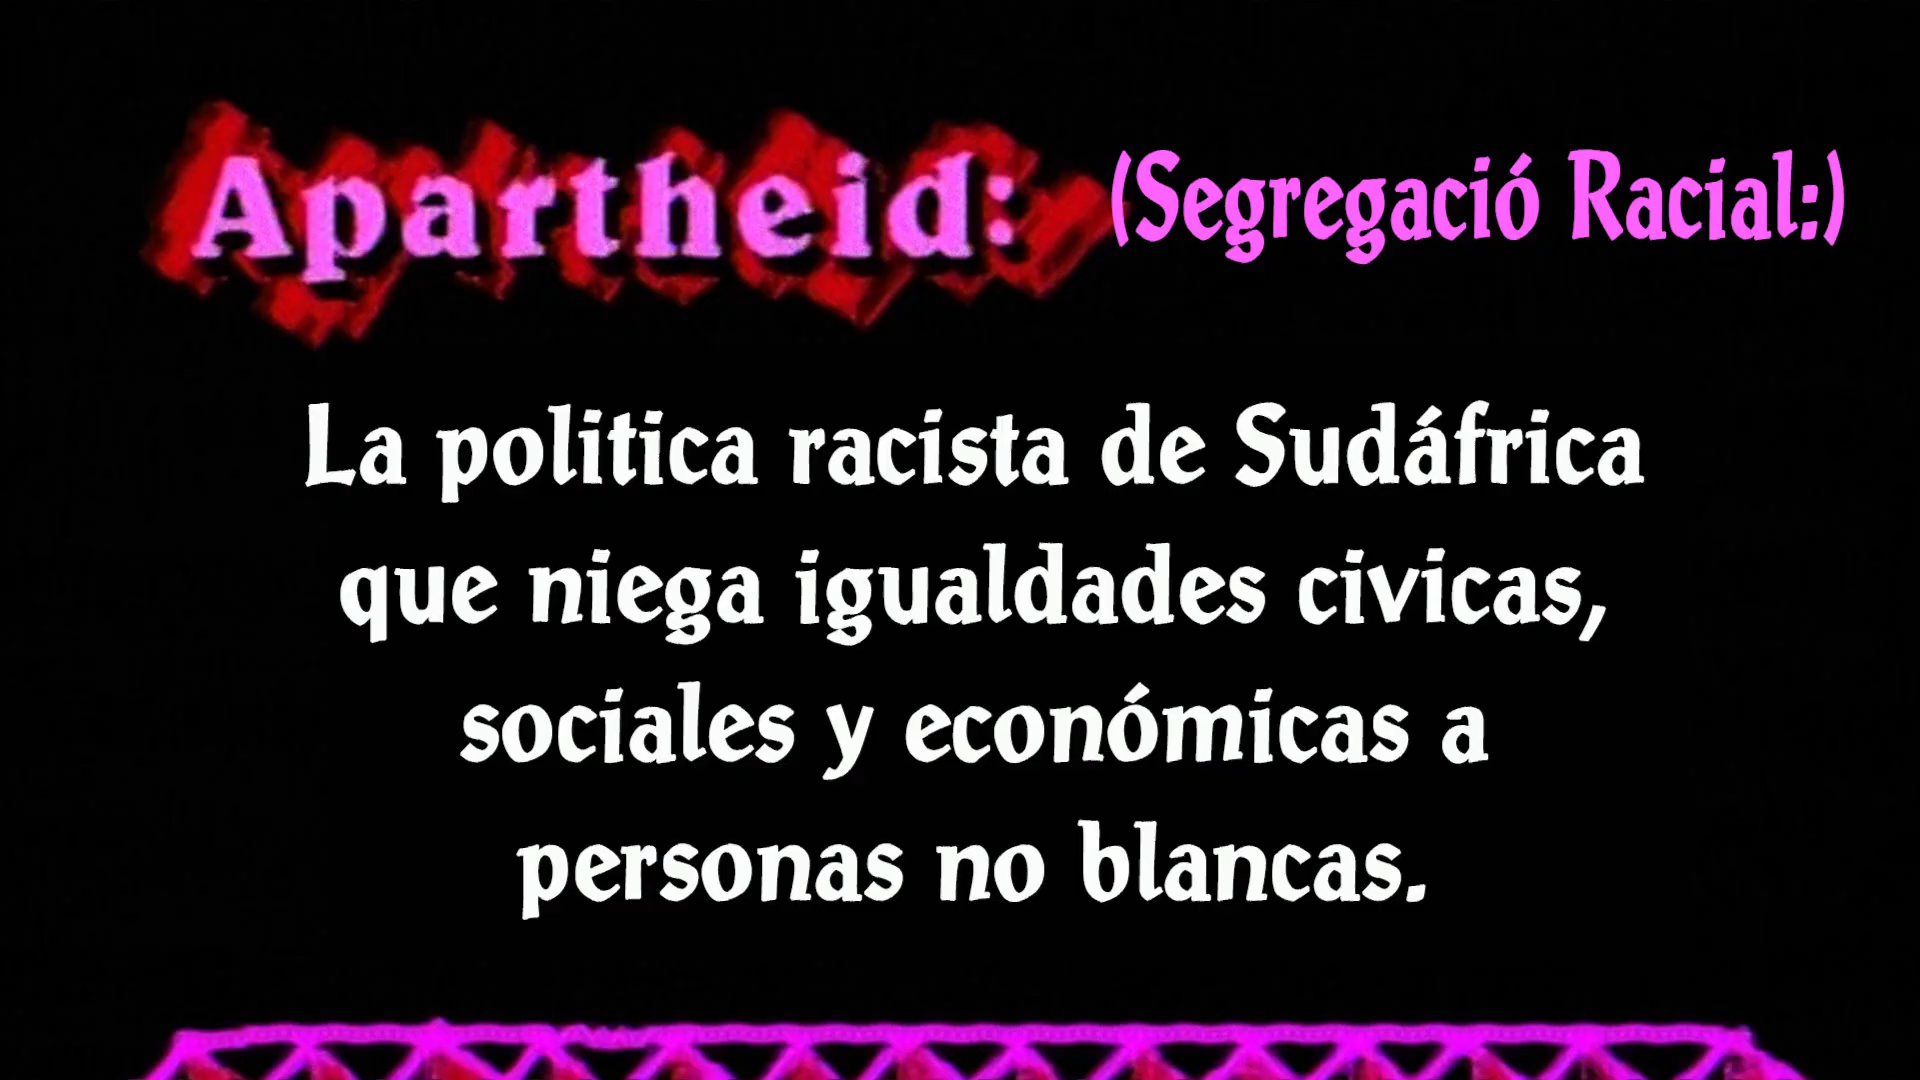 Apartheid: (Segregació Racial:)
La politica racista de Sudáfrica
que niega igualdades civicas,
sociales y económicas a
personas no blancas.